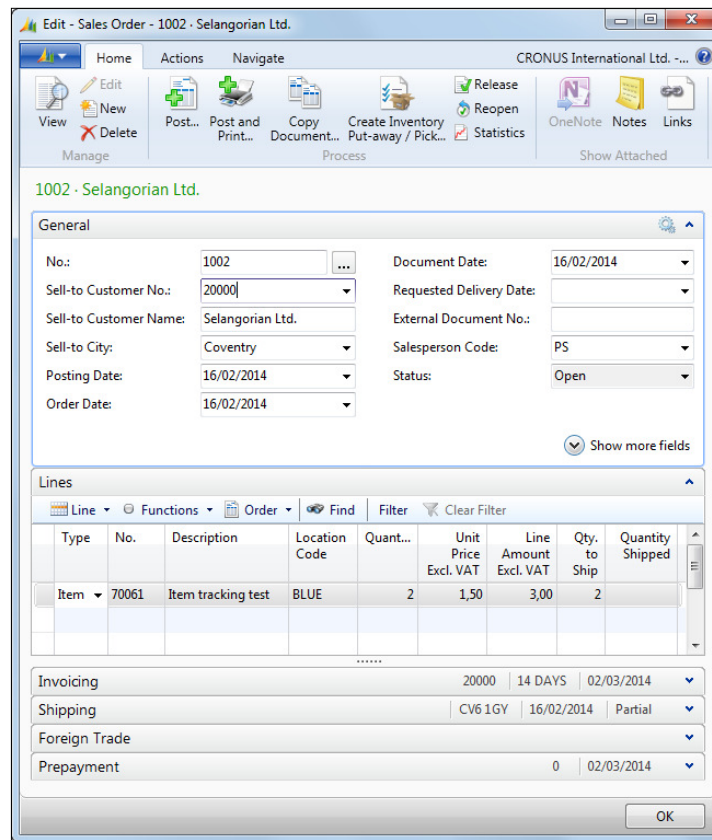 Edit - Sales Order - 1002 · Selangorian Ltd.
Home Actions Navigate CRONUS International Ltd. -...
View Edit New Delete Post... Post and Print... Copy Document... Create Inventory Put-away / Pick... Release Reopen Statistics OneNote Notes Links
Manage Process Show Attached
1002 · Selangorian Ltd.
General
No.: 1002 ... Document Date: 16/02/2014
Sell-to Customer No.: 20000 Requested Delivery Date:
Sell-to Customer Name: Selangorian Ltd. External Document No.:
Sell-to City: Coventry Salesperson Code: PS
Posting Date: 16/02/2014 Status: Open
Order Date: 16/02/2014
Show more fields
Lines
Line Functions Order Find Filter Clear Filter
Type No. Description Location Code Quant... Unit Price Excl. VAT Line Amount Excl. VAT Qty. to Ship Quantity Shipped
Item 70061 Item tracking test BLUE 2 1,50 3,00 2
Invoicing 20000 14 DAYS 02/03/2014
Shipping CV6 1GY 16/02/2014 Partial
Foreign Trade
Prepayment 0 02/03/2014
OK